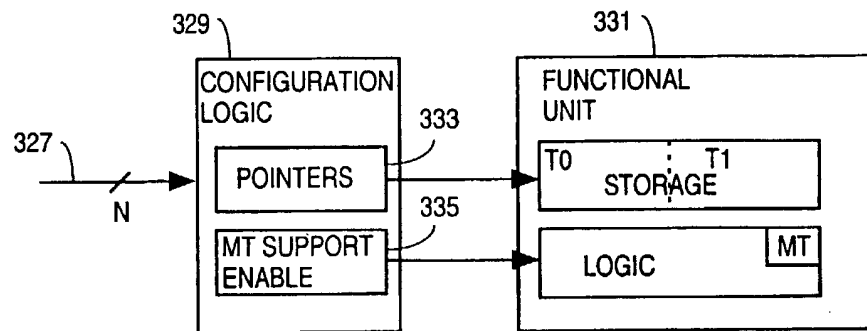 329
331
CONFIGURATION
LOGIC
FUNCTIONAL
UNIT
327
N
333
POINTERS
T0
T1
STORAGE
335
MT SUPPORT
ENABLE
LOGIC
MT